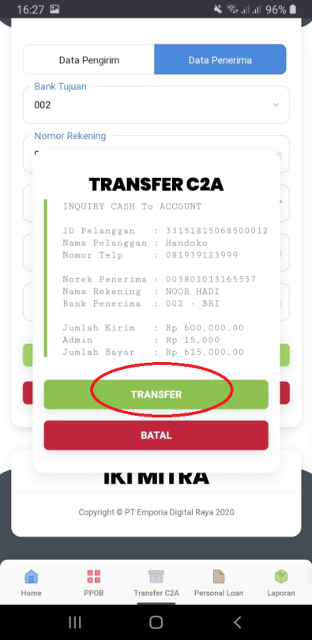 16:27
96%
Data Pengirim
Data Penerima
Bank Tujuan
002
Nomor Rekening
TRANSFER C2A
INQUIRY CASH To ACCOUNT
ID Pelanggan : 33151815068500012
Nama Pelanggan : Handoko
Nomor Telp : 081939123999
Norek Penerima : 003801013165537
Nama Rekening : NOOR HADI
Bank Penerima : 002 - BRI
Jumlah Kirim : Rp 600,000.00
Admin : Rp 15,000
Jumlah Bayar : Rp 615,000.00
TRANSFER
BATAL
IKI MITRA
Copyright © PT Emporia Digital Raya 2020
Home
PPOB
Transfer C2A
Personal Loan
Laporan